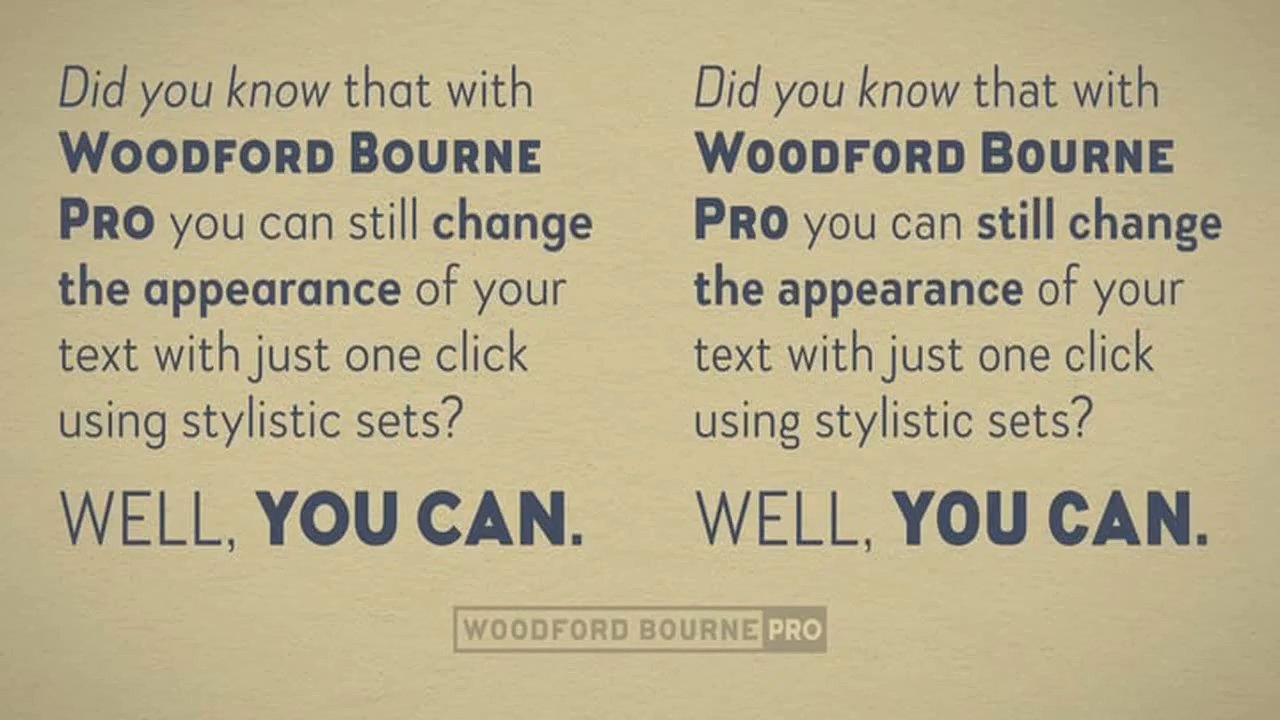 Did you know that with
WOODFORD BOURNE
PRO you can still change
the appearance of your
text with just one click
using stylistic sets?
WELL, YOU CAN.
Did you know that with
WOODFORD BOURNE
PRO you can still change
the appearance of your
text with just one click
using stylistic sets?
WELL, YOU CAN.
WOODFORD BOURNE PRO